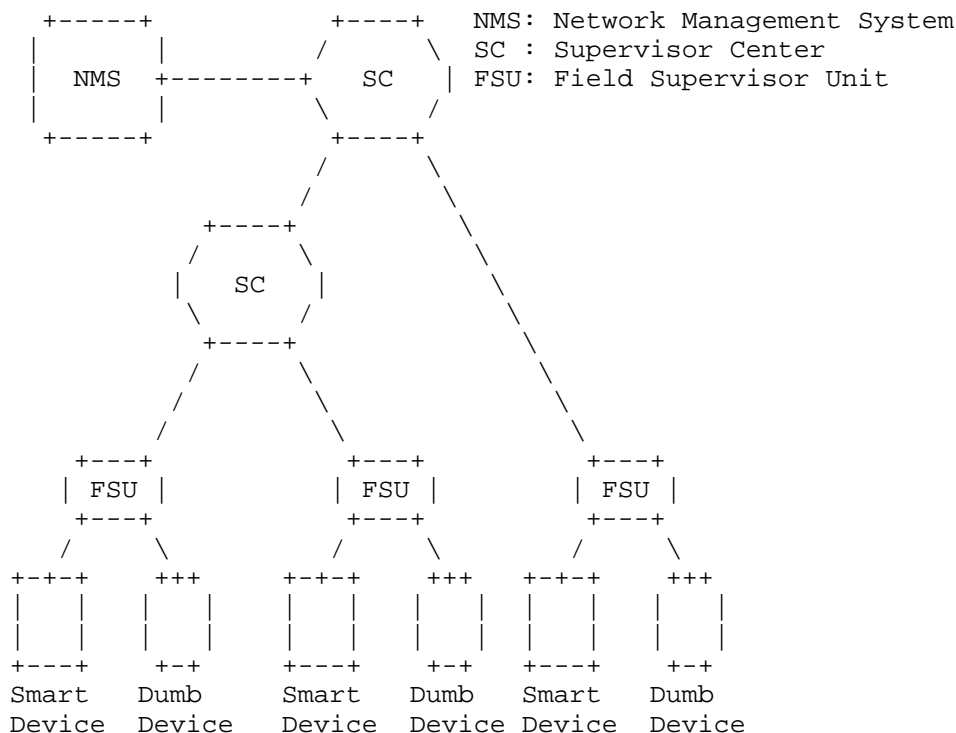 NMS: Network Management System
SC : Supervisor Center
NMS SC FSU: Field Supervisor Unit
SC
FSU FSU FSU
Smart Dumb Smart Dumb Smart Dumb
Device Device Device Device Device Device